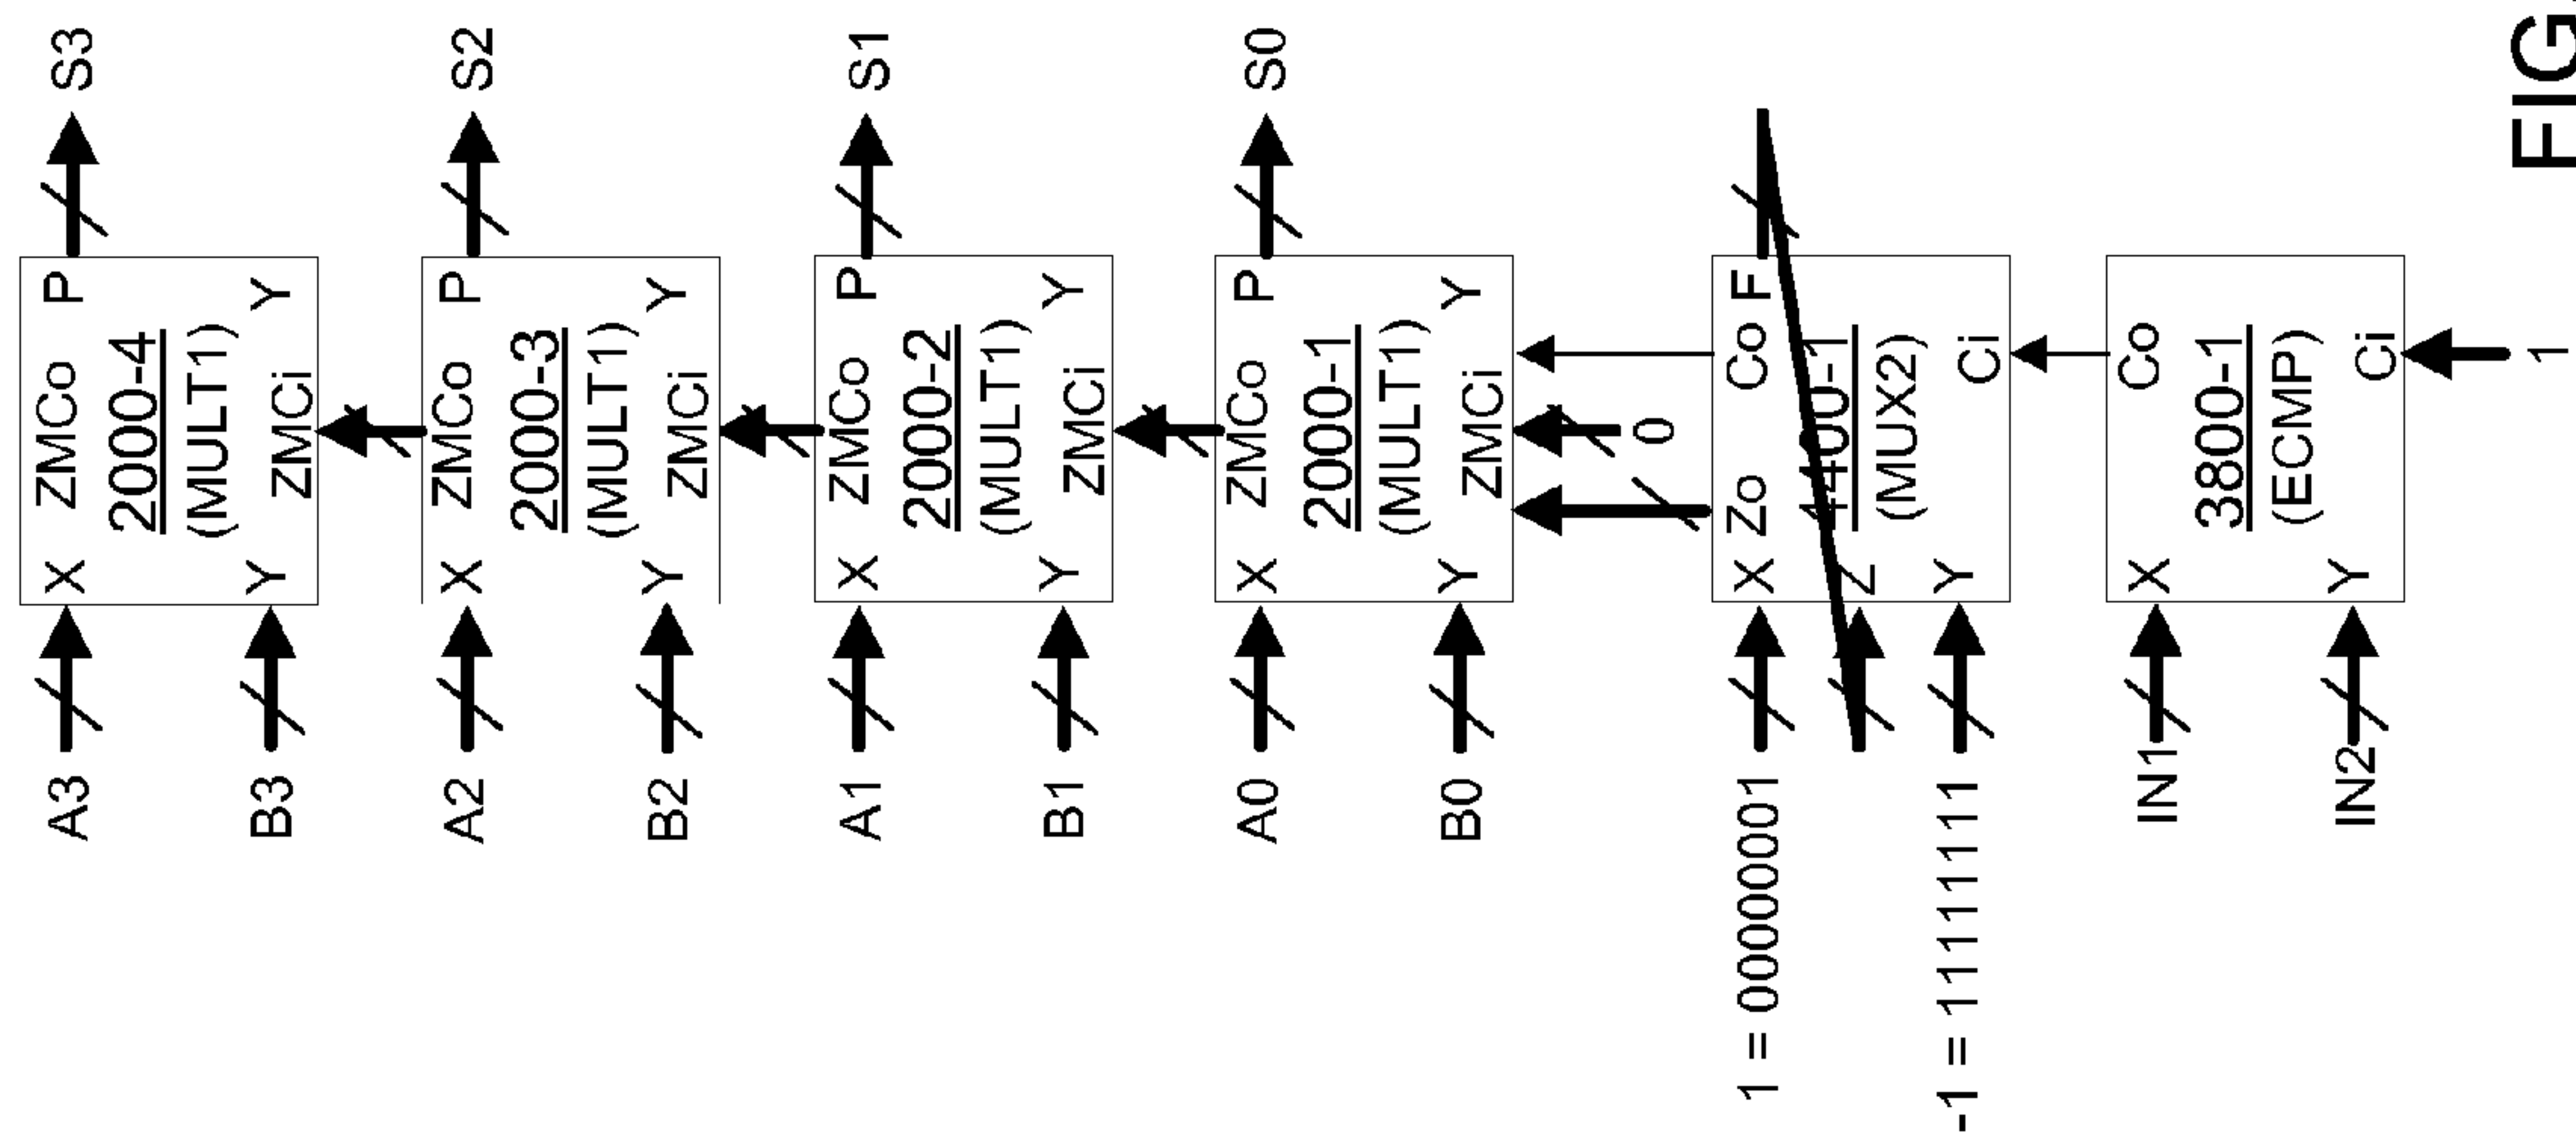 A3 X ZMCo P S3
2000-4
(MULT1)
B3 Y ZMCi Y
A2 X ZMCo P S2
2000-3
(MULT1)
B2 Y ZMCi Y
A1 X ZMCo P S1
2000-2
(MULT1)
B1 Y ZMCi Y
A0 X ZMCo P S0
2000-1
(MULT1)
B0 Y ZMCi Y
0
1 = 00000001 X Zo Co F
4400-1
Z
(MUX2)
-1 = 11111111 Y Ci
IN1 X Co
3800-1
(ECMP)
IN2 Y Ci
1
FIG.